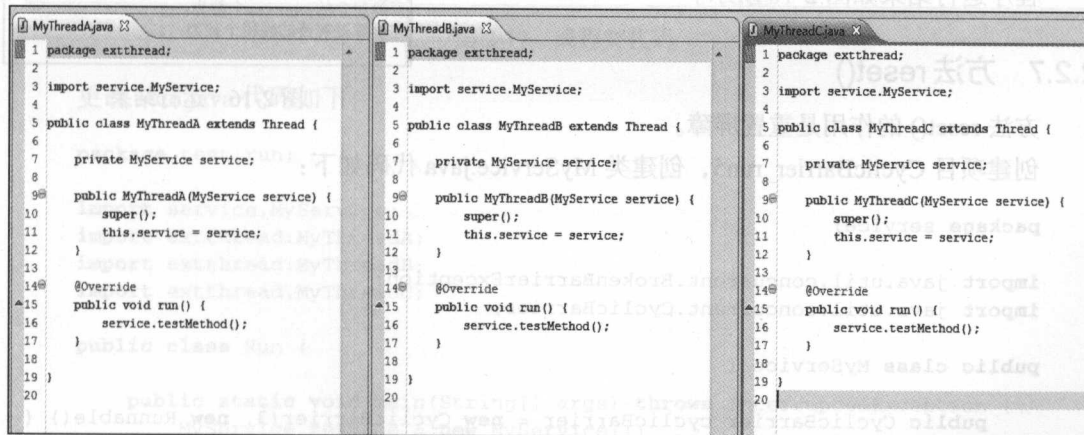 MyThreadA.java
1 package extthread;
2
3 import service.MyService;
4
5 public class MyThreadA extends Thread {
6
7 private MyService service;
8
9 public MyThreadA(MyService service) {
10 super();
11 this.service = service;
12 }
13
14 @Override
15 public void run() {
16 service.testMethod();
17 }
18
19 }
20
MyThreadB.java
1 package extthread;
2
3 import service.MyService;
4
5 public class MyThreadB extends Thread {
6
7 private MyService service;
8
9 public MyThreadB(MyService service) {
10 super();
11 this.service = service;
12 }
13
14 @Override
15 public void run() {
16 service.testMethod();
17 }
18
19 }
20
MyThreadC.java
1 package extthread;
2
3 import service.MyService;
4
5 public class MyThreadC extends Thread {
6
7 private MyService service;
8
9 public MyThreadC(MyService service) {
10 super();
11 this.service = service;
12 }
13
14 @Override
15 public void run() {
16 service.testMethod();
17 }
18
19 }
20
2.7 方法 reset()